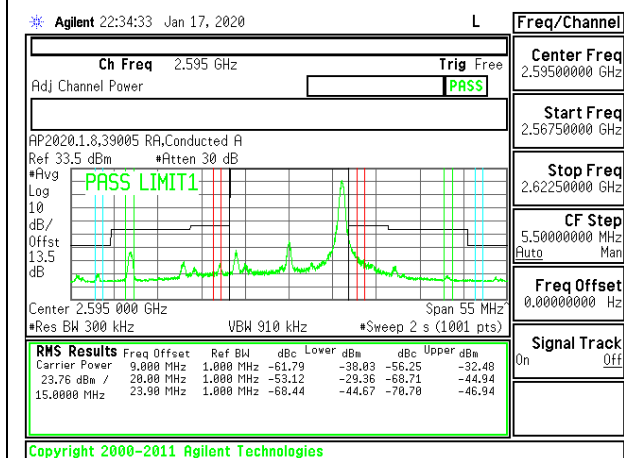 Agilent 22:34:33 Jan 17, 2020 L
Freq/Channel
Ch Freq 2.595 GHz Trig Free
Adj Channel Power PASS
Center Freq
2.59500000 GHz
Start Freq
2.56750000 GHz
Stop Freq
2.62250000 GHz
CF Step
5.50000000 MHz
Auto Man
Freq Offset
0.00000000 Hz
Signal Track
On Off
AP2020.1.8,39005 RA,Conducted A
Ref 33.5 dBm #Atten 30 dB
#Avg
Log
10
dB/
Offst
13.5
dB
PASS LIMIT1
Center 2.595 000 GHz Span 55 MHz^
#Res BW 300 kHz VBW 910 kHz #Sweep 2 s (1001 pts)
RMS Results Freq Offset Ref BW dBc Lower dBm dBc Upper dBm
Carrier Power 9.000 MHz 1.000 MHz -61.79 -38.03 -56.25 -32.48
23.76 dBm / 20.00 MHz 1.000 MHz -53.12 -29.36 -68.71 -44.94
15.0000 MHz 23.90 MHz 1.000 MHz -68.44 -44.67 -70.70 -46.94
Copyright 2000-2011 Agilent Technologies